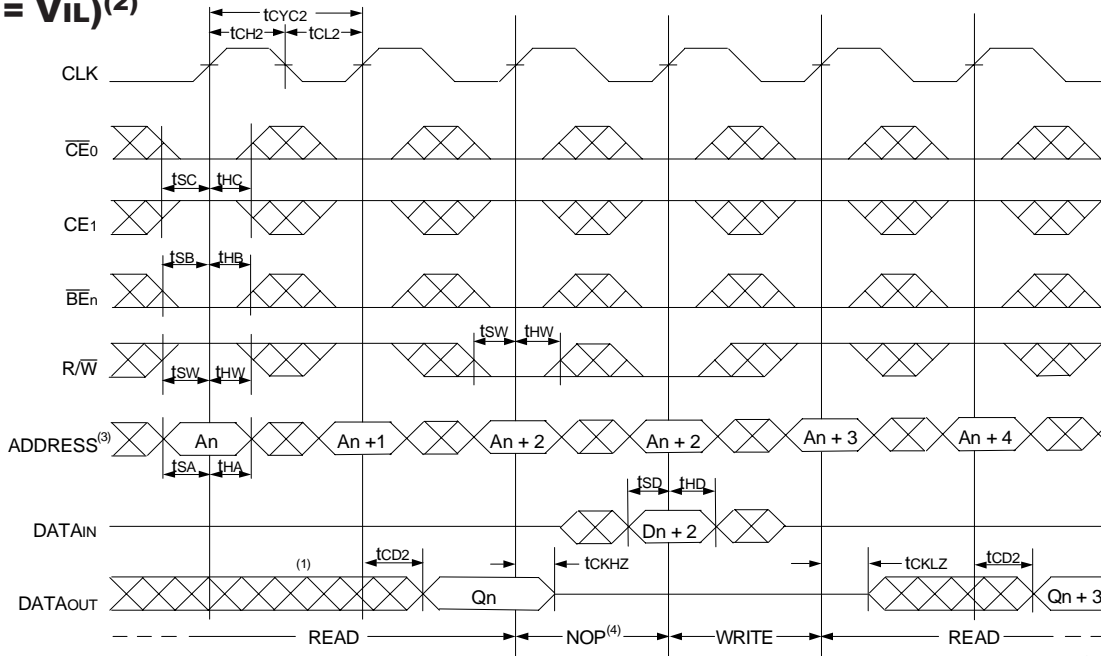 = VIL)(2)
tCYC2
tCH2 tCL2
CLK
CE0
tSC tHC
CE1
tSB tHB
BEn
tSW tHW
R/W
tSW tHW
ADDRESS(3) An An +1 An + 2 An + 2 An + 3 An + 4
tSA tHA
tSD tHD
DATAIN Dn + 2
(1) tCD2 tCKHZ tCKLZ tCD2
DATAOUT Qn Qn + 3
READ NOP(4) WRITE READ